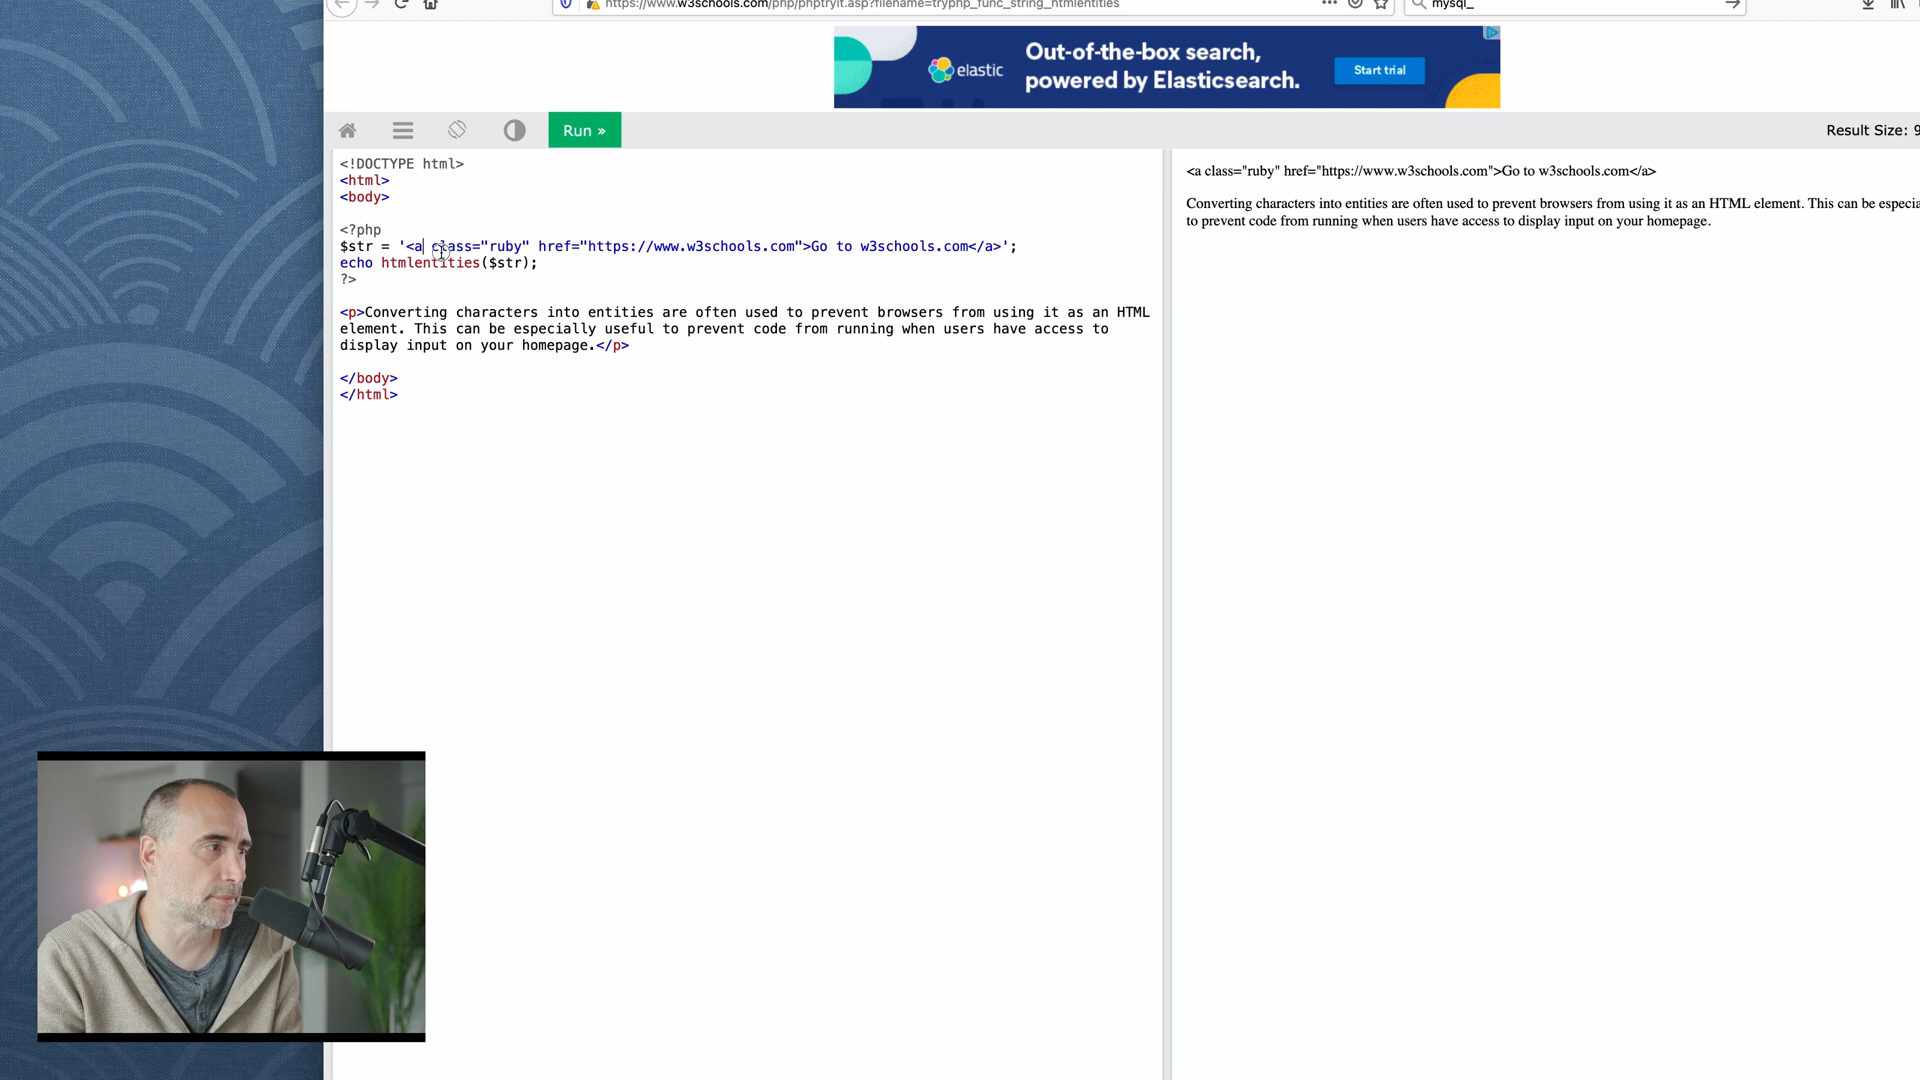 https://www.w3schools.com/php/phptryit.asp?filename=tryphp_func_string_htmlentities
mysql_
elastic
Out-of-the-box search,
powered by Elasticsearch.
Start trial
Run »
Result Size: 9
<!DOCTYPE html>
<html>
<body>
<?php
$str = '<a class="ruby" href="https://www.w3schools.com">Go to w3schools.com</a>';
echo htmlentities($str);
?>
<p>Converting characters into entities are often used to prevent browsers from using it as an HTML
element. This can be especially useful to prevent code from running when users have access to
display input on your homepage.</p>
</body>
</html>
<a class="ruby" href="https://www.w3schools.com">Go to w3schools.com</a>
Converting characters into entities are often used to prevent browsers from using it as an HTML element. This can be especia
to prevent code from running when users have access to display input on your homepage.